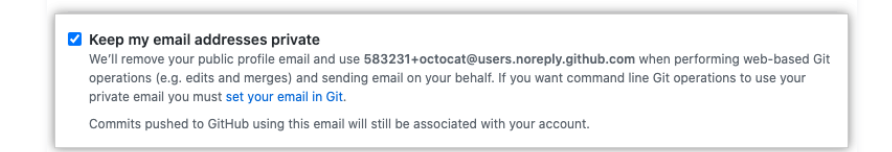 Keep my email addresses private
We'll remove your public profile email and use 583231+octocat@users.noreply.github.com when performing web-based Git
operations (e.g. edits and merges) and sending email on your behalf. If you want command line Git operations to use your
private email you must set your email in Git.
Commits pushed to GitHub using this email will still be associated with your account.